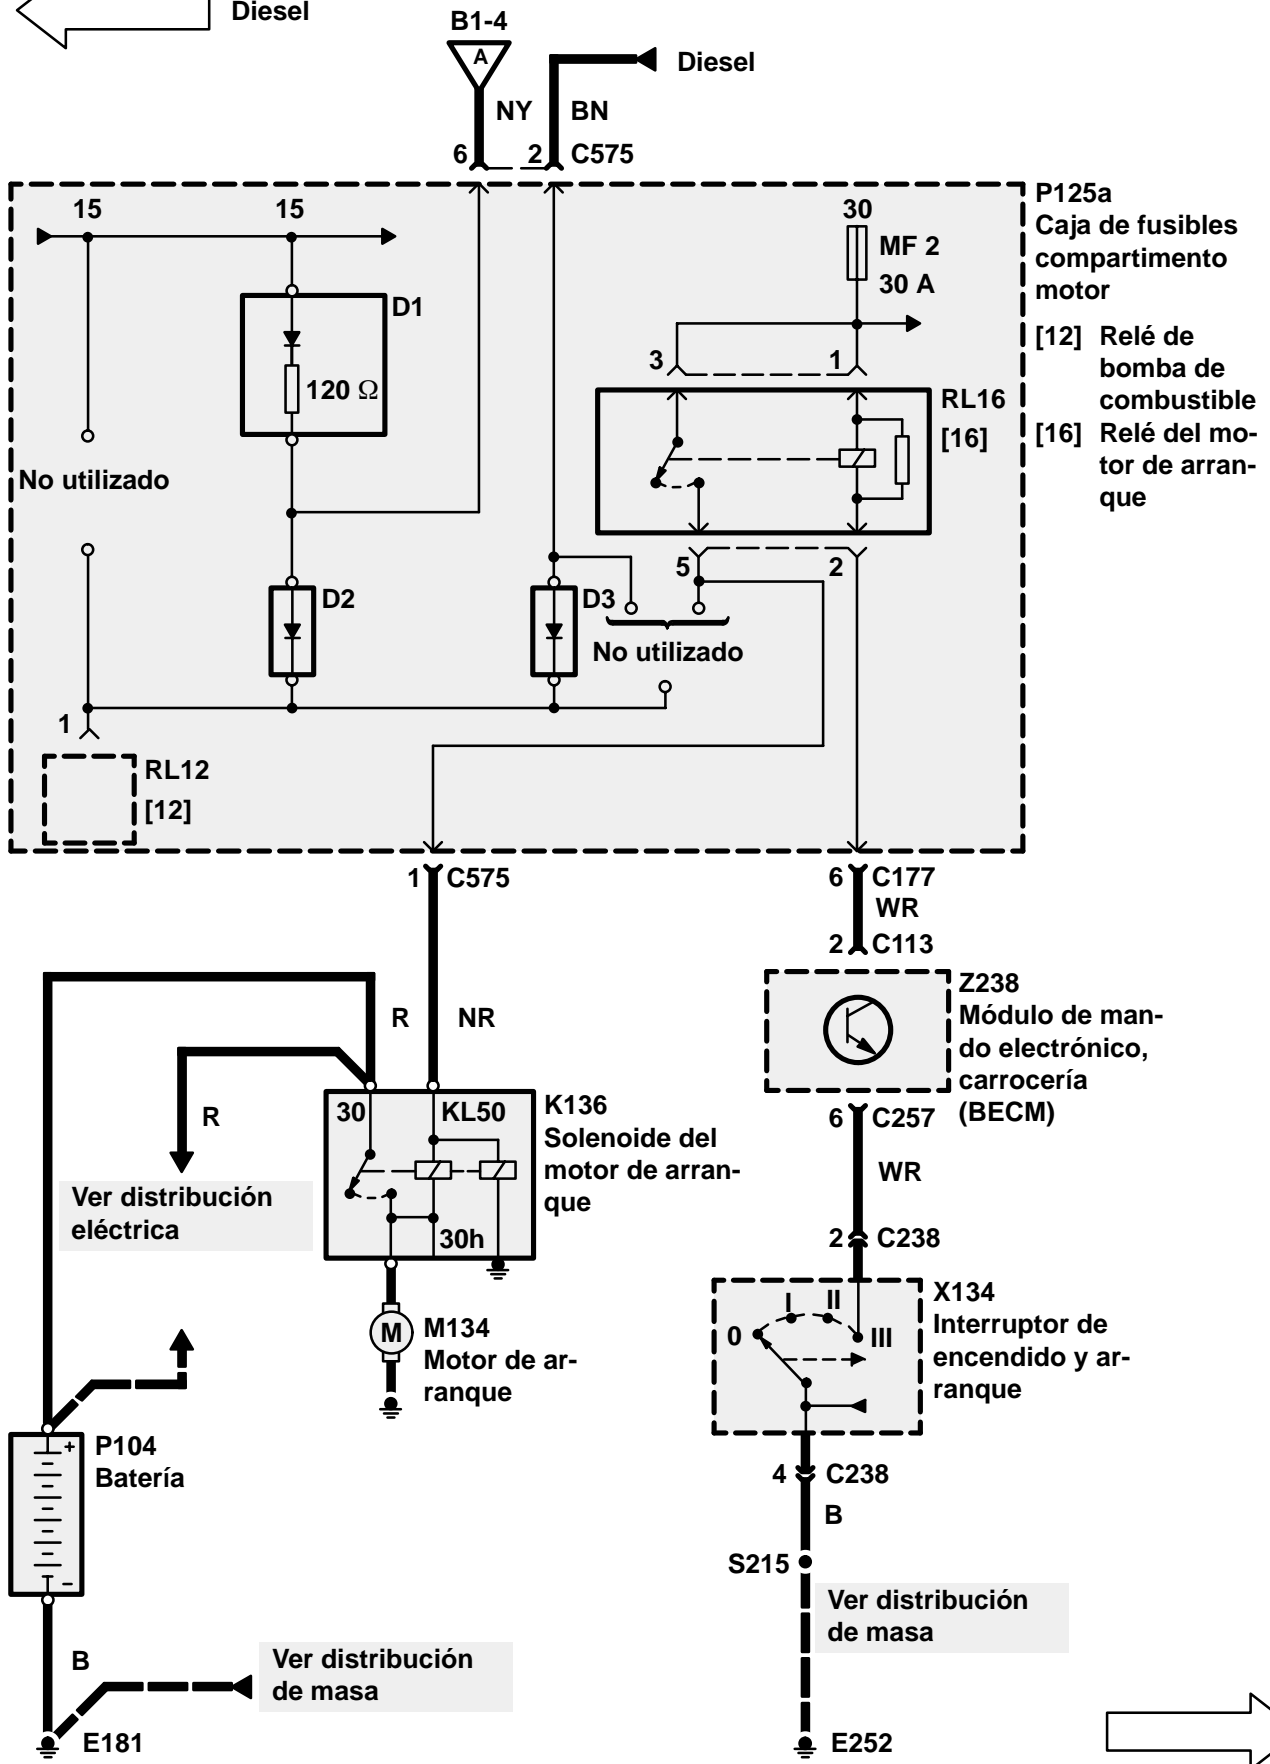 Diesel
B1-4
A
Diesel
NY
BN
6
2
C575
P125a
Caja de fusibles
compartimento
motor
[12] Relé de
bomba de
combustible
[16] Relé del mo-
tor de arran-
que
15
15
30
MF 2
30 A
D1
120 Ω
3
1
RL16
[16]
No utilizado
5
2
D2
D3
No utilizado
1
RL12
[12]
1
C575
6
C177
WR
2
C113
Z238
Módulo de man-
do electrónico,
carrocería
(BECM)
R
NR
R
30
KL50
K136
Solenoide del
motor de arran-
que
30h
6
C257
WR
Ver distribución
eléctrica
2
C238
X134
Interruptor de
encendido y ar-
ranque
0
I
II
III
M
M134
Motor de ar-
ranque
+
P104
Batería
–
4
C238
B
S215
Ver distribución
de masa
B
Ver distribución
de masa
E181
E252